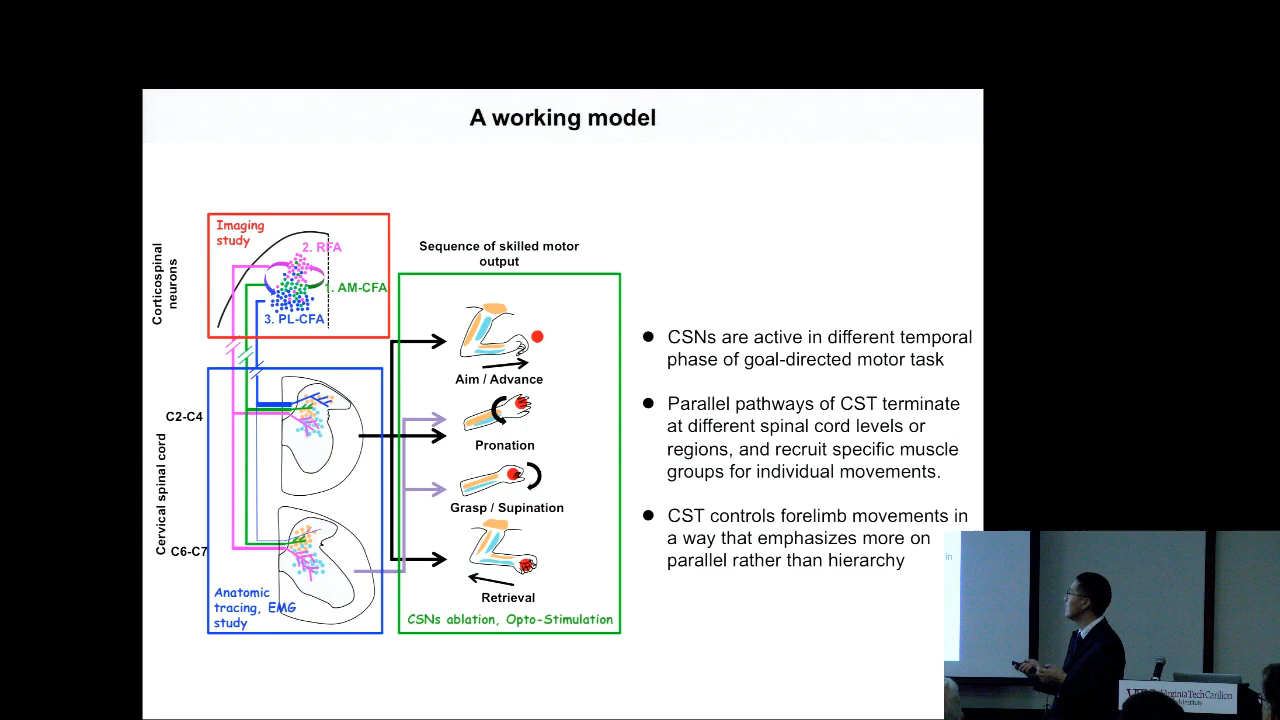 A working model
Imaging
study
2. RFA
1. AM-CFA
3. PL-CFA
Corticospinal
neurons
Sequence of skilled motor
output
Aim / Advance
Pronation
Grasp / Supination
Retrieval
CSNs ablation, Opto-Stimulation
C2-C4
C6-C7
Cervical spinal cord
Anatomic
tracing, EMG
study
CSNs are active in different temporal
phase of goal-directed motor task
Parallel pathways of CST terminate
at different spinal cord levels or
regions, and recruit specific muscle
groups for individual movements.
CST controls forelimb movements in
a way that emphasizes more on
parallel rather than hierarchy
in
Virginia Tech Carilion